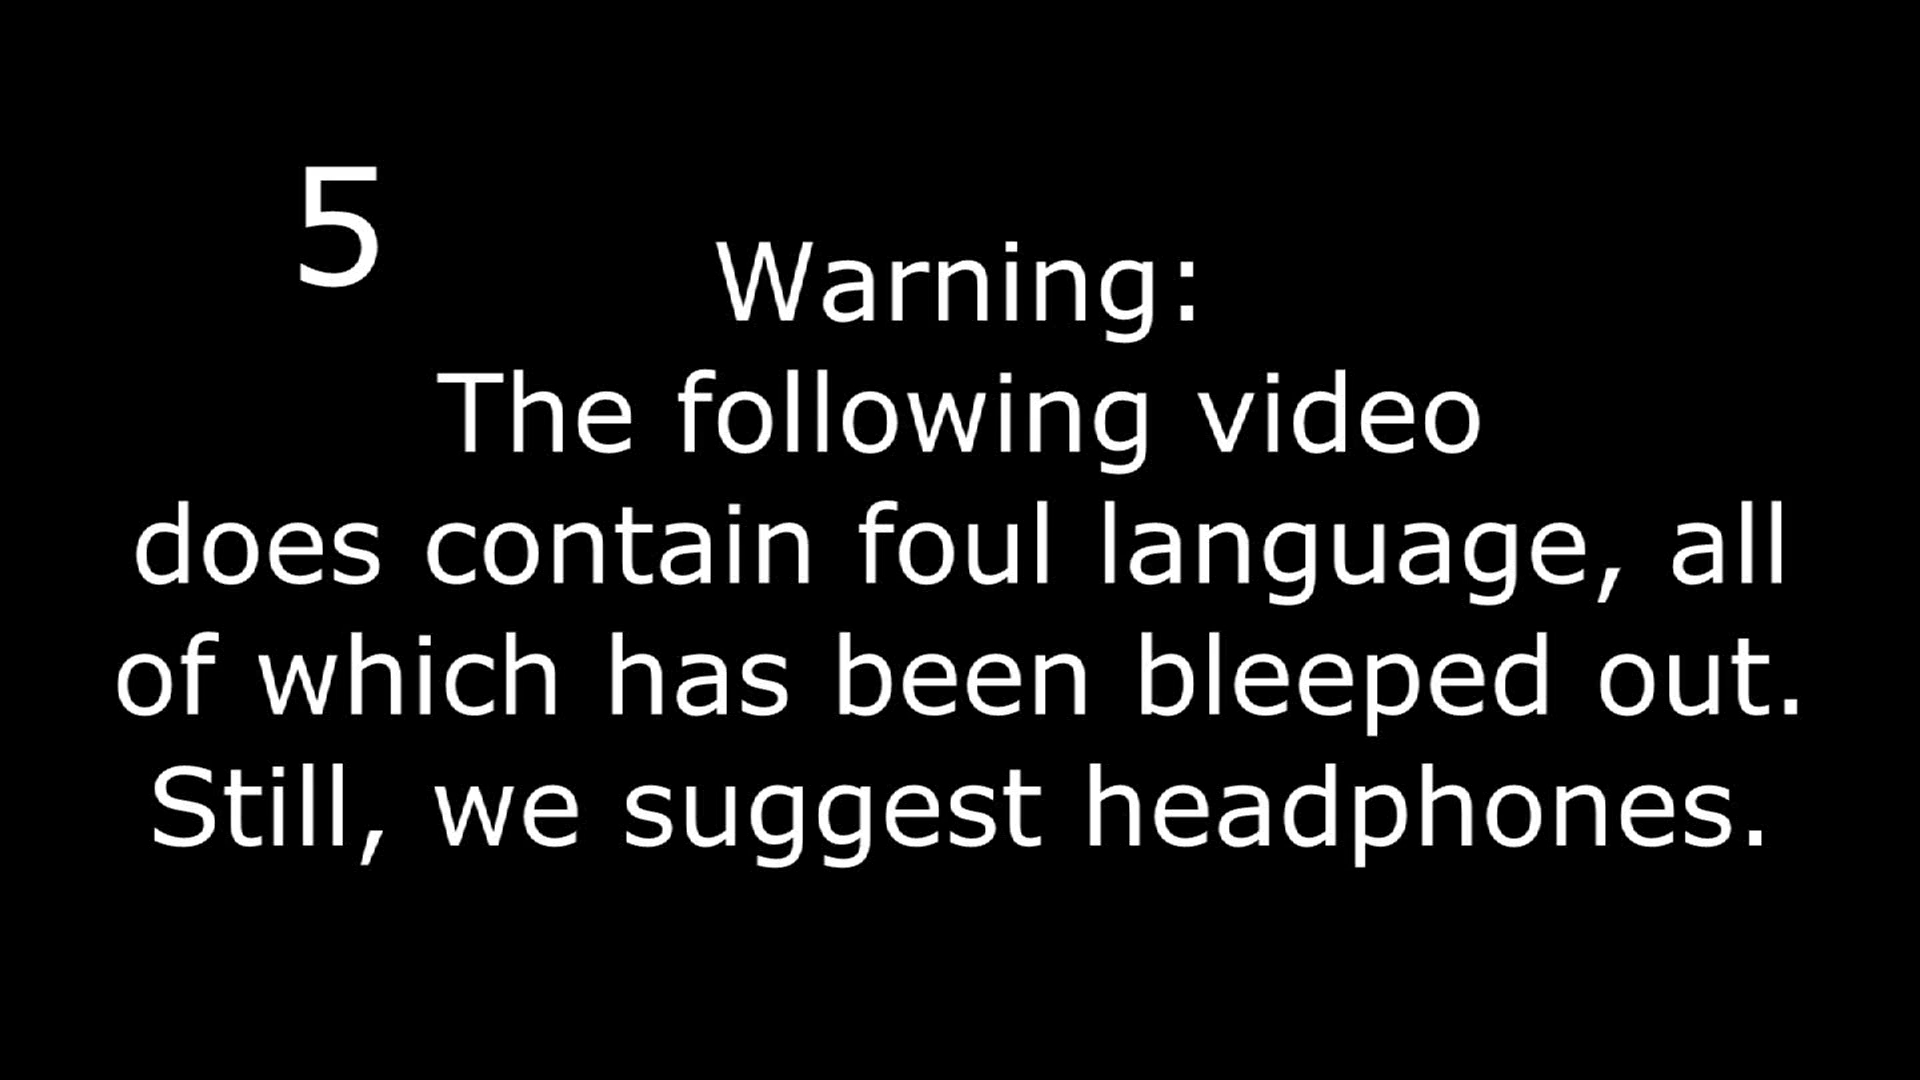 5
Warning:
The following video
does contain foul language, all
of which has been bleeped out.
Still, we suggest headphones.